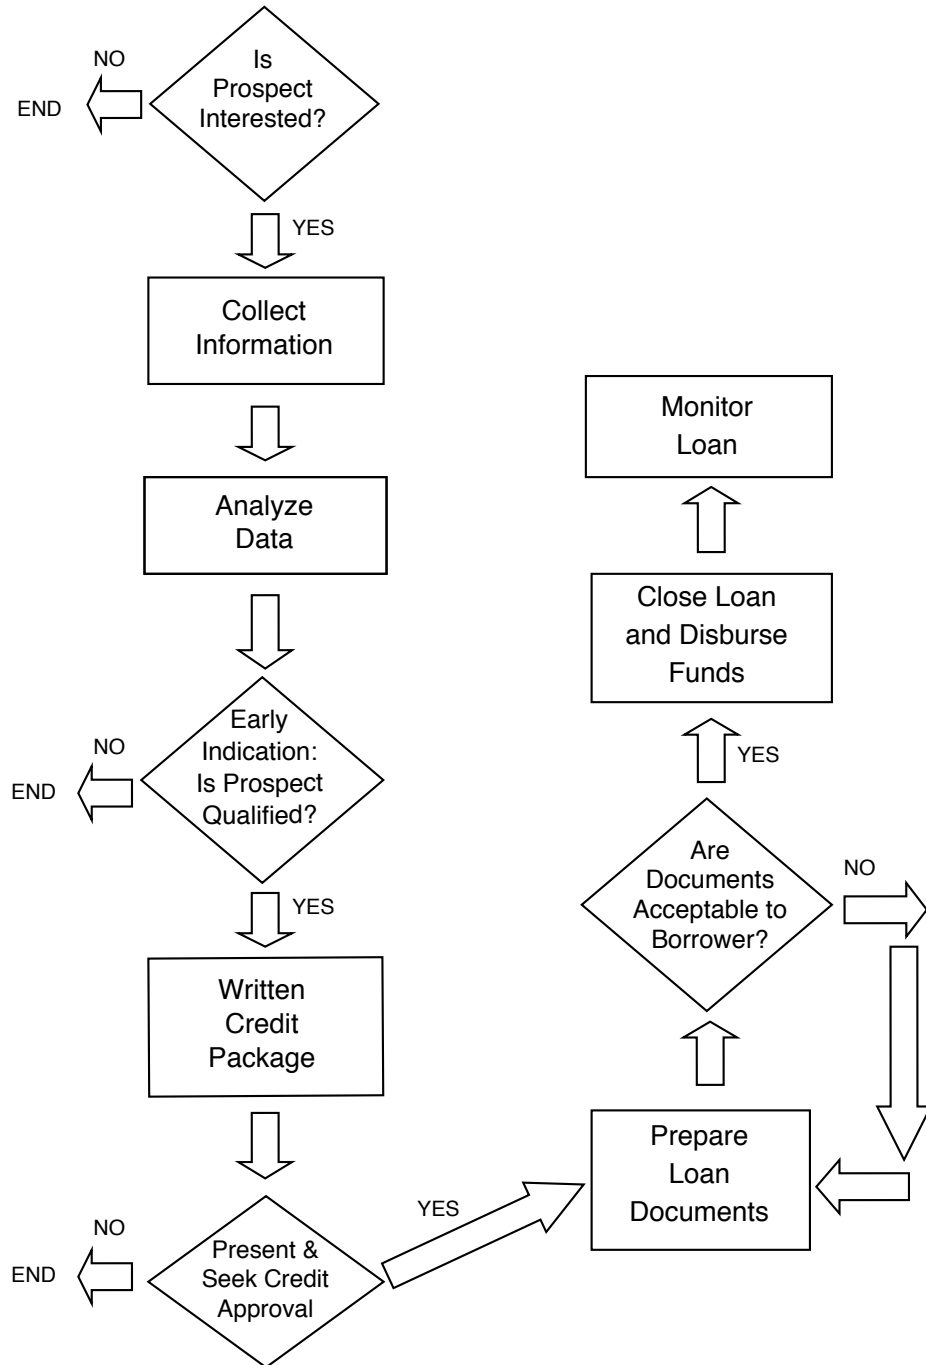 Is
Prospect
Interested?
NO
END
YES
Collect
Information
Analyze
Data
Early
Indication:
Is Prospect
Qualified?
NO
END
YES
Written
Credit
Package
Present &
Seek Credit
Approval
NO
END
YES
Prepare
Loan
Documents
Are
Documents
Acceptable to
Borrower?
NO
YES
Close Loan
and Disburse
Funds
Monitor
Loan